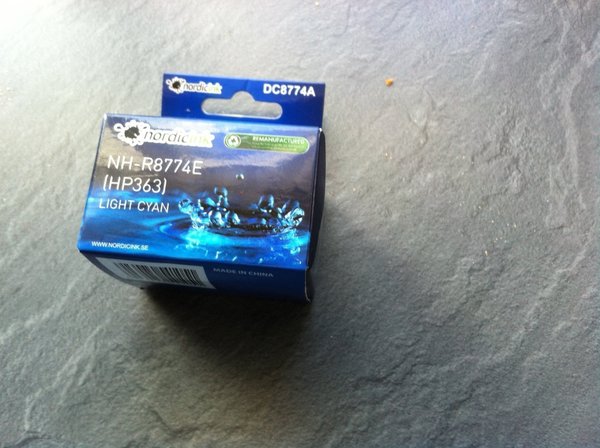 nordicink
DC8774A
nordicink
REMANUFACTURED
NH-R8774E
(HP363)
LIGHT CYAN
WWW.NORDICINK.SE
MADE IN CHINA